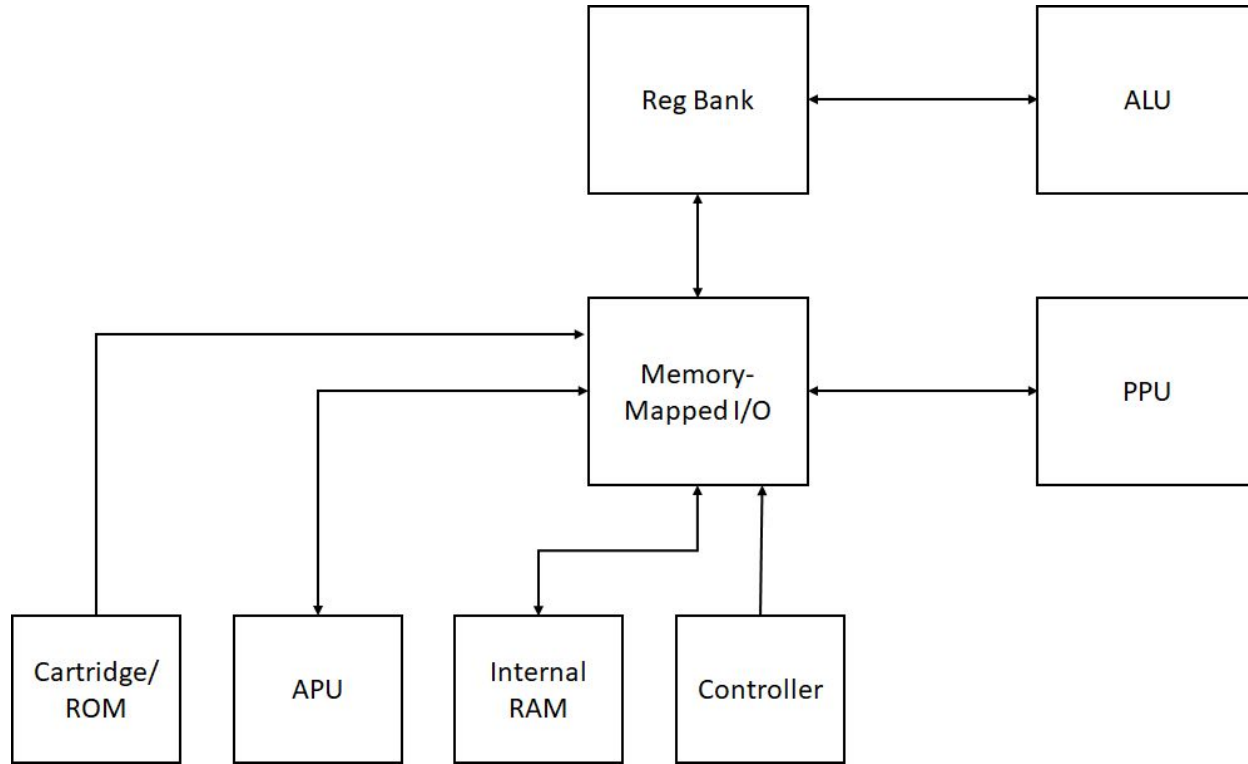 Reg Bank
ALU
Memory-
Mapped I/O
PPU
Cartridge/
ROM
APU
Internal
RAM
Controller